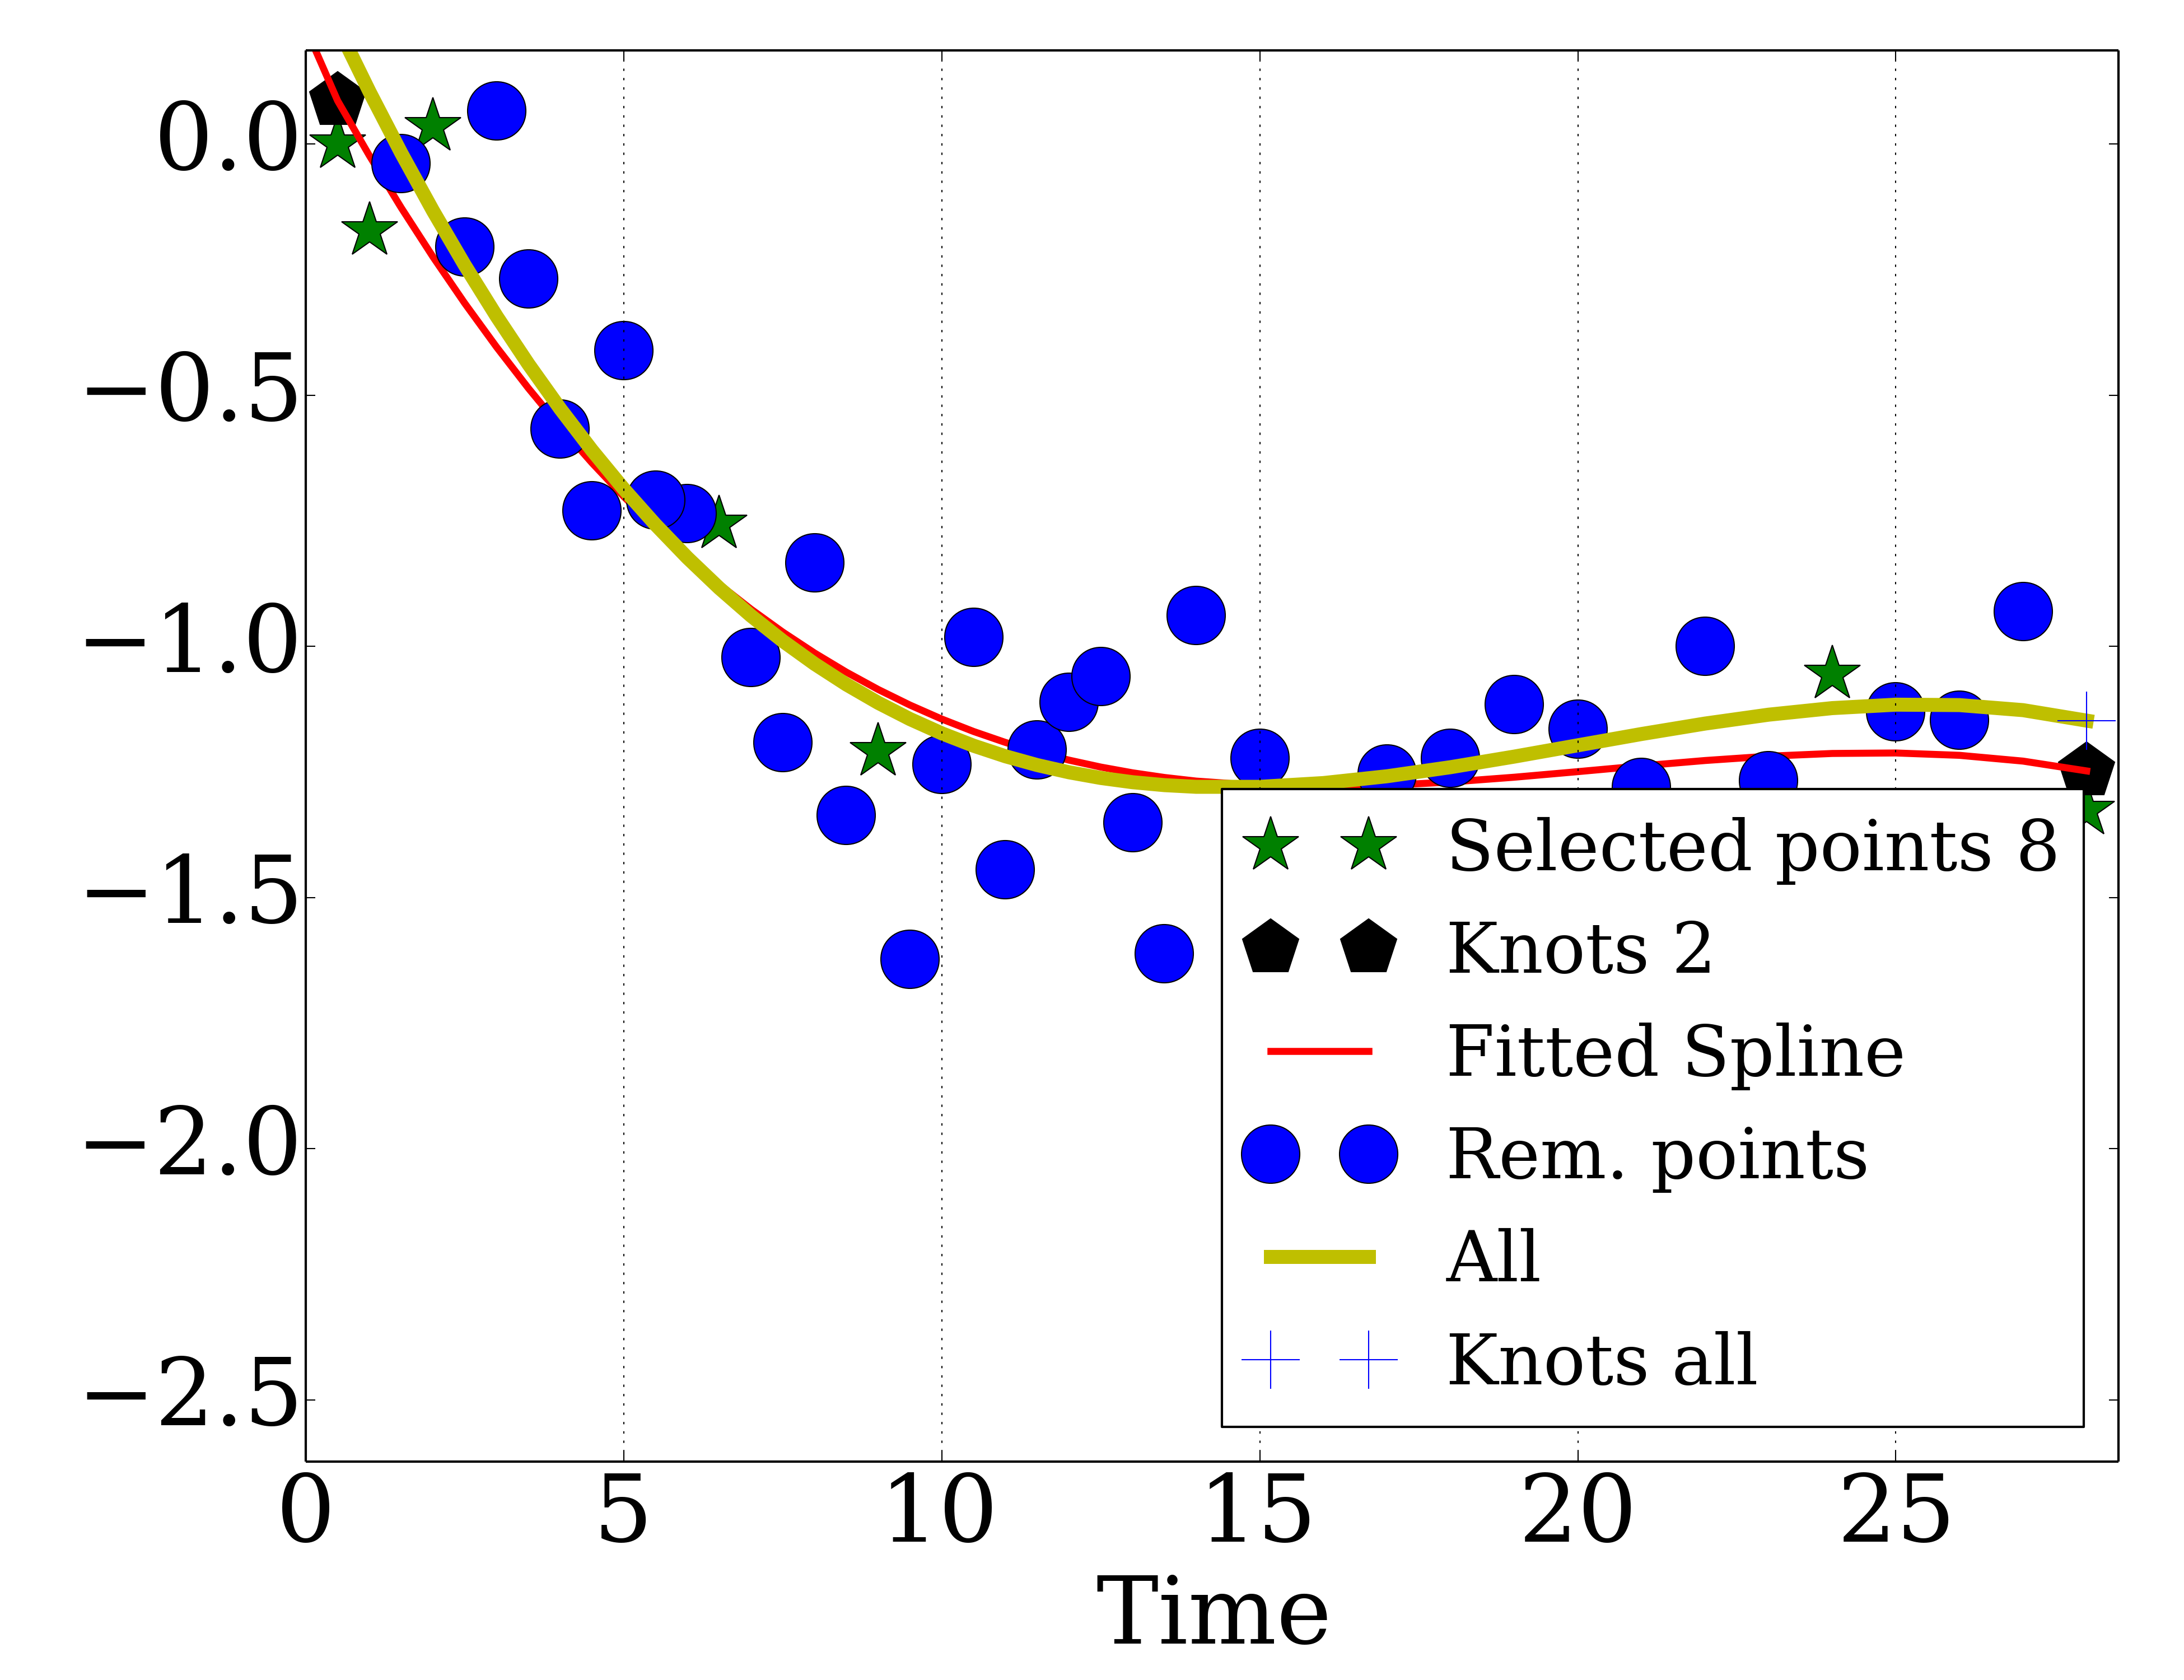 0.0
−0.5
−1.0
−1.5
−2.0
−2.5
Selected points 8
Knots 2
Fitted Spline
Rem. points
All
Knots all
0 5 10 15 20 25
Time